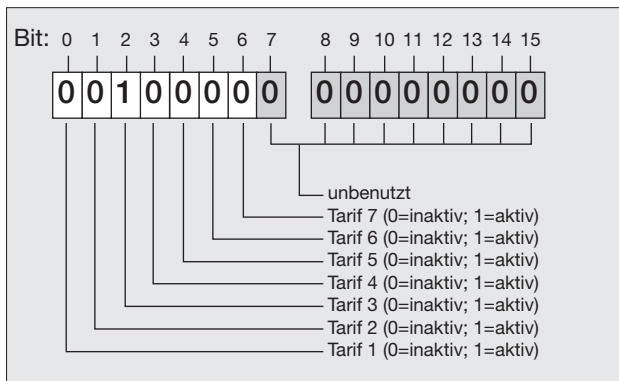 Bit: 0 1 2 3 4 5 6 7 8 9 10 11 12 13 14 15
0 0 1 0 0 0 0 0 0 0 0 0 0 0 0 0
unbenutzt
Tarif 7 (0=inaktiv; 1=aktiv)
Tarif 6 (0=inaktiv; 1=aktiv)
Tarif 5 (0=inaktiv; 1=aktiv)
Tarif 4 (0=inaktiv; 1=aktiv)
Tarif 3 (0=inaktiv; 1=aktiv)
Tarif 2 (0=inaktiv; 1=aktiv)
Tarif 1 (0=inaktiv; 1=aktiv)